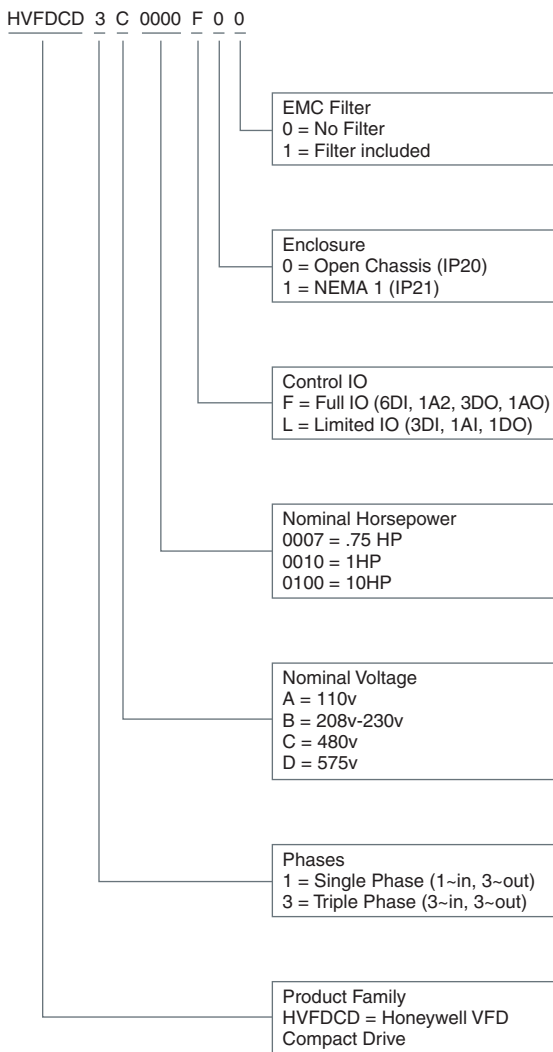 HVFDCD 3 C 0000 F 0 0
EMC Filter
0 = No Filter
1 = Filter included
Enclosure
0 = Open Chassis (IP20)
1 = NEMA 1 (IP21)
Control IO
F = Full IO (6DI, 1A2, 3DO, 1AO)
L = Limited IO (3DI, 1AI, 1DO)
Nominal Horsepower
0007 = .75 HP
0010 = 1HP
0100 = 10HP
Nominal Voltage
A = 110v
B = 208v-230v
C = 480v
D = 575v
Phases
1 = Single Phase (1~in, 3~out)
3 = Triple Phase (3~in, 3~out)
Product Family
HVFDCD = Honeywell VFD
Compact Drive